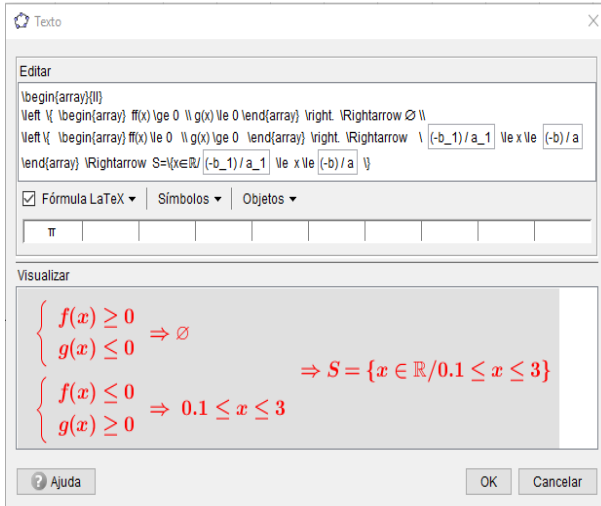 Texto
Editar
\begin{array}{ll}
\left \{ \begin{array} ff(x) \ge 0 \\ g(x) \le 0 \end{array} \right. \Rightarrow ∅ \\
\left \{ \begin{array} ff(x) \le 0 \\ g(x) \ge 0 \end{array} \right. \Rightarrow \ (-b_1) / a_1 \le x \le (-b) / a
\end{array} \Rightarrow S=\{x∈ℝ/ (-b_1) / a_1 \le x \le (-b) / a \}
Fórmula LaTeX Símbolos Objetos
π
Visualizar
f(x) ≥ 0
g(x) ≤ 0 ⇒ ∅
⇒ S = {x ∈ ℝ/0.1 ≤ x ≤ 3}
f(x) ≤ 0
g(x) ≥ 0 ⇒ 0.1 ≤ x ≤ 3
? Ajuda OK Cancelar